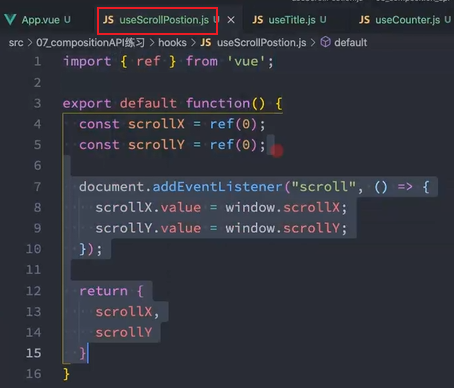 App.vue U JS useScrollPostion.js U × JS useTitle.js U JS useCounter.js U
src > 07_compositionAPI练习 > hooks > JS useScrollPostion.js > default
1 import { ref } from 'vue';
2
3 export default function() {
4 const scrollX = ref(0);
5 const scrollY = ref(0);
6
7 document.addEventListener("scroll", () => {
8 scrollX.value = window.scrollX;
9 scrollY.value = window.scrollY;
10 });
11
12 return {
13 scrollX,
14 scrollY
15 }
16 }